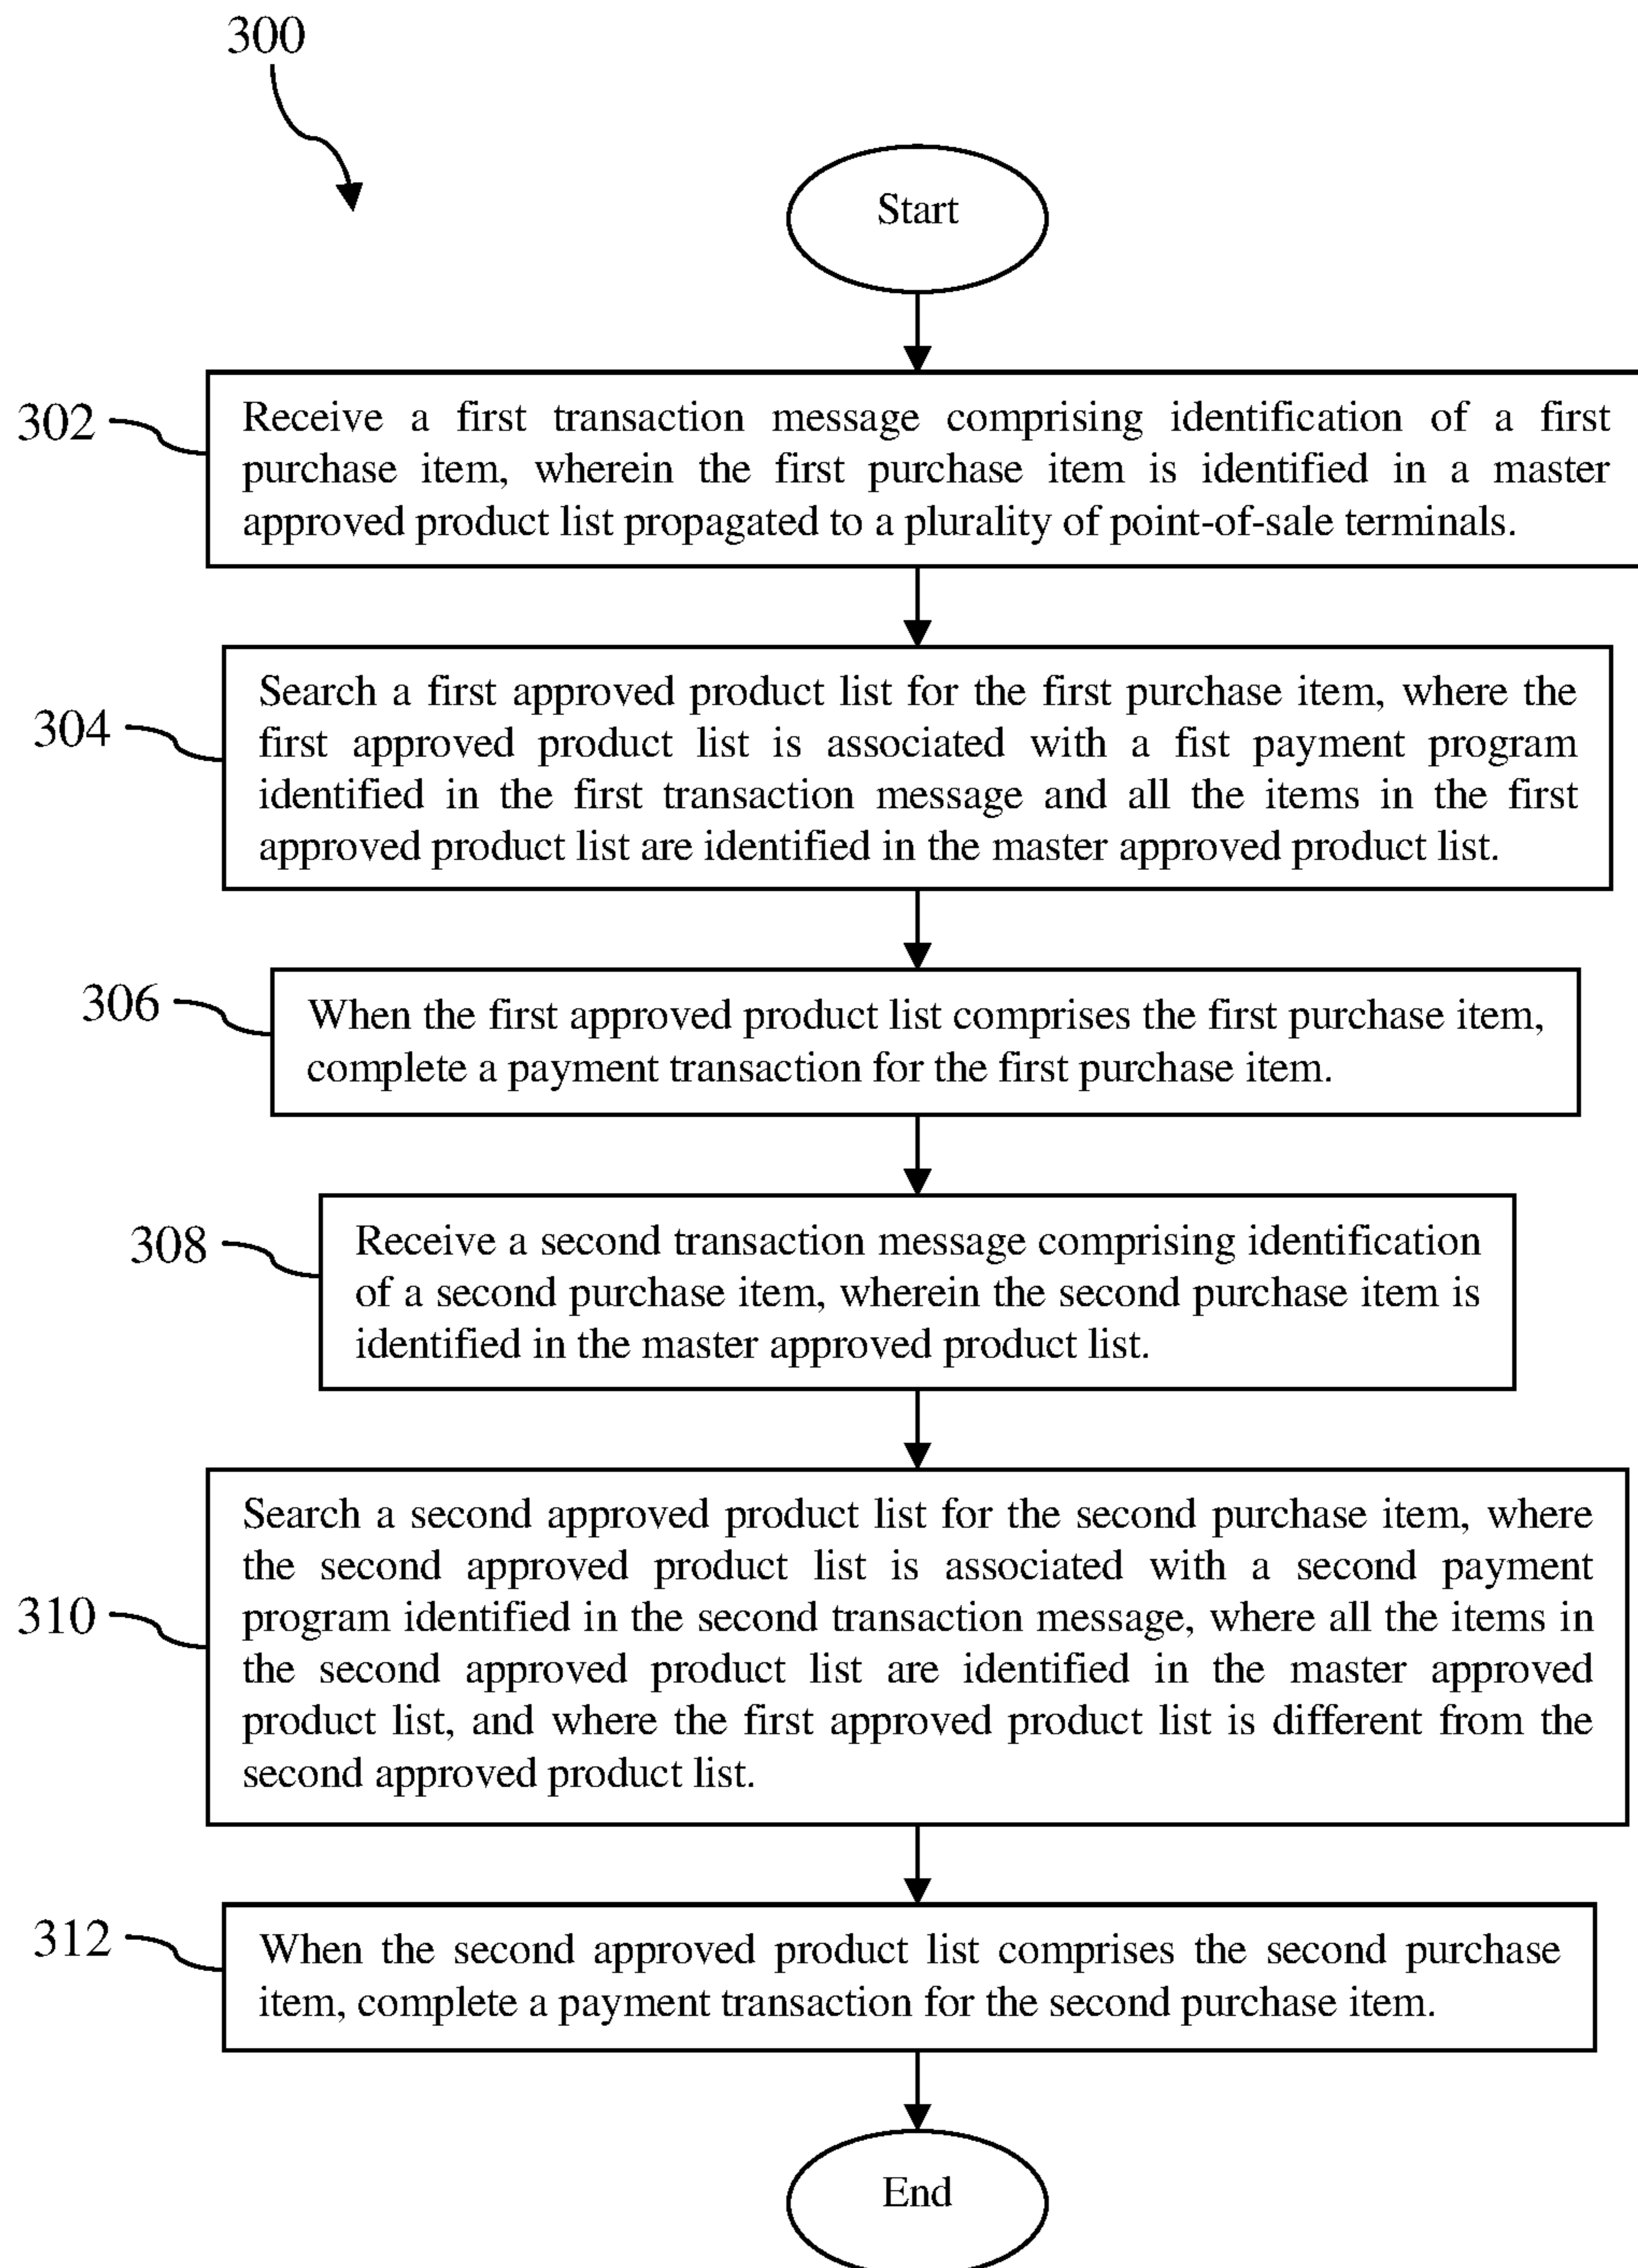 300
Start
302
Receive a first transaction message comprising identification of a first
purchase item, wherein the first purchase item is identified in a master
approved product list propagated to a plurality of point-of-sale terminals.
304
Search a first approved product list for the first purchase item, where the
first approved product list is associated with a fist payment program
identified in the first transaction message and all the items in the first
approved product list are identified in the master approved product list.
306
When the first approved product list comprises the first purchase item,
complete a payment transaction for the first purchase item.
308
Receive a second transaction message comprising identification
of a second purchase item, wherein the second purchase item is
identified in the master approved product list.
310
Search a second approved product list for the second purchase item, where
the second approved product list is associated with a second payment
program identified in the second transaction message, where all the items in
the second approved product list are identified in the master approved
product list, and where the first approved product list is different from the
second approved product list.
312
When the second approved product list comprises the second purchase
item, complete a payment transaction for the second purchase item.
End